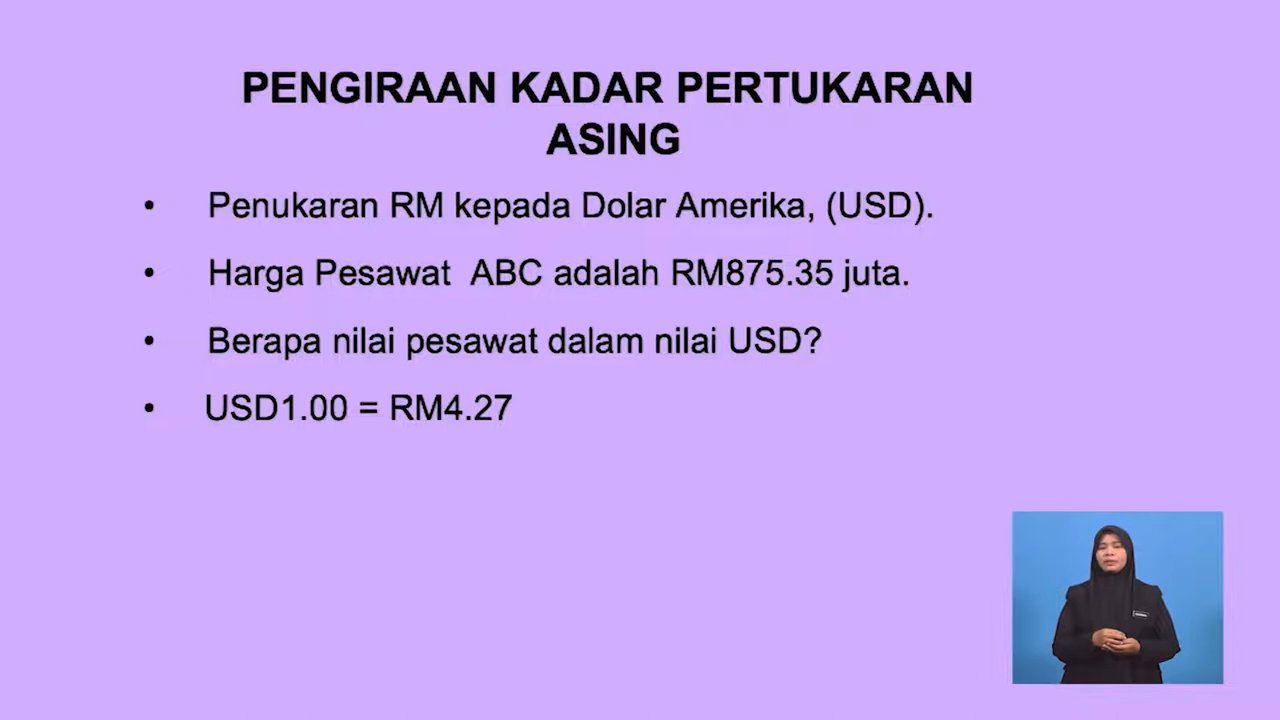 PENGIRAAN KADAR PERTUKARAN
ASING
• Penukaran RM kepada Dolar Amerika, (USD).
• Harga Pesawat ABC adalah RM875.35 juta.
• Berapa nilai pesawat dalam nilai USD?
• USD1.00 = RM4.27